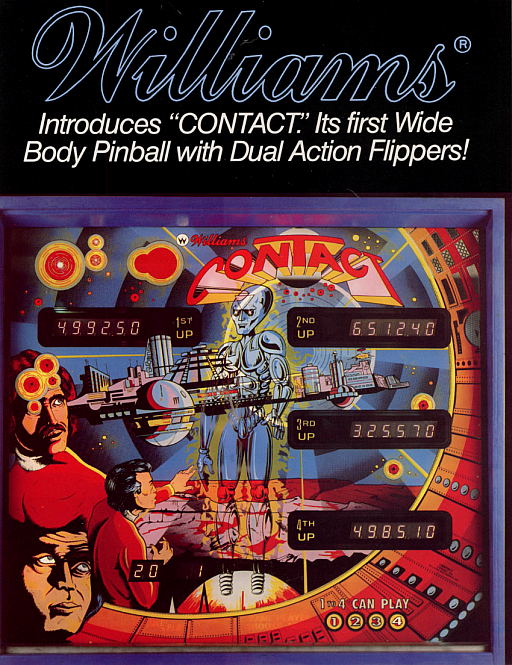 Williams®
Introduces “CONTACT.” Its first Wide
Body Pinball with Dual Action Flippers!
W Williams
CONTACT
499250 1ST UP
2ND UP 651240
3RD UP 325570
4TH UP 498510
20 1
1 TO 4 CAN PLAY
1 2 3 4